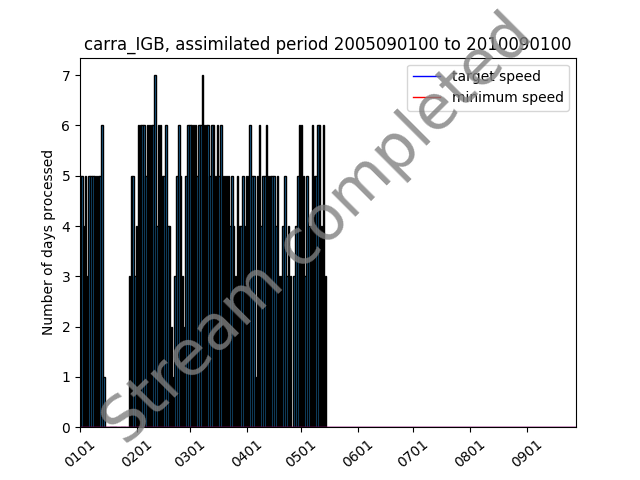 carra_IGB, assimilated period 2005090100 to 2010090100
target speed
minimum speed
Number of days processed
7
6
5
4
3
2
1
0
0101 0201 0301 0401 0501 0601 0701 0801 0901
Stream completed